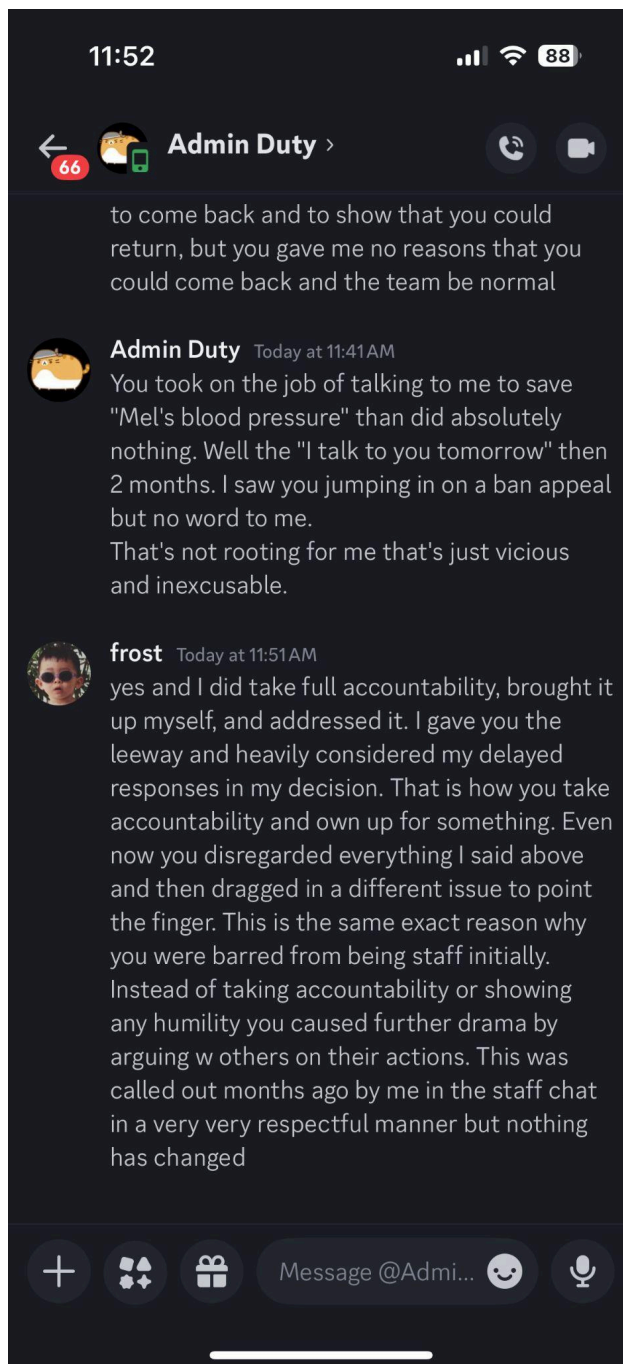 11:52
88
66
Admin Duty
to come back and to show that you could
return, but you gave me no reasons that you
could come back and the team be normal
Admin Duty Today at 11:41 AM
You took on the job of talking to me to save
"Mel's blood pressure" than did absolutely
nothing. Well the "I talk to you tomorrow" then
2 months. I saw you jumping in on a ban appeal
but no word to me.
That's not rooting for me that's just vicious
and inexcusable.
frost Today at 11:51 AM
yes and I did take full accountability, brought it
up myself, and addressed it. I gave you the
leeway and heavily considered my delayed
responses in my decision. That is how you take
accountability and own up for something. Even
now you disregarded everything I said above
and then dragged in a different issue to point
the finger. This is the same exact reason why
you were barred from being staff initially.
Instead of taking accountability or showing
any humility you caused further drama by
arguing w others on their actions. This was
called out months ago by me in the staff chat
in a very very respectful manner but nothing
has changed
Message @Admi...